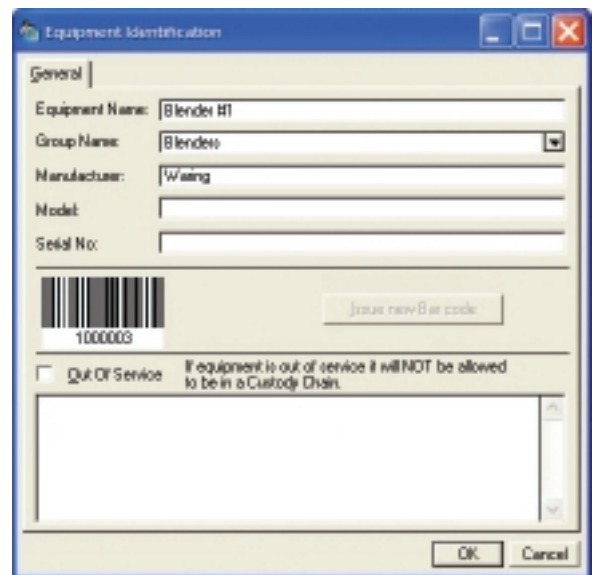 Equipment Identification
General
Equipment Name: Blender #1
Group Name: Blenders
Manufacturer: Waring
Model:
Serial No:
1000003
Issue new Bar code
Out Of Service
If equipment is out of service it will NOT be allowed
to be in a Custody Chain.
OK
Cancel